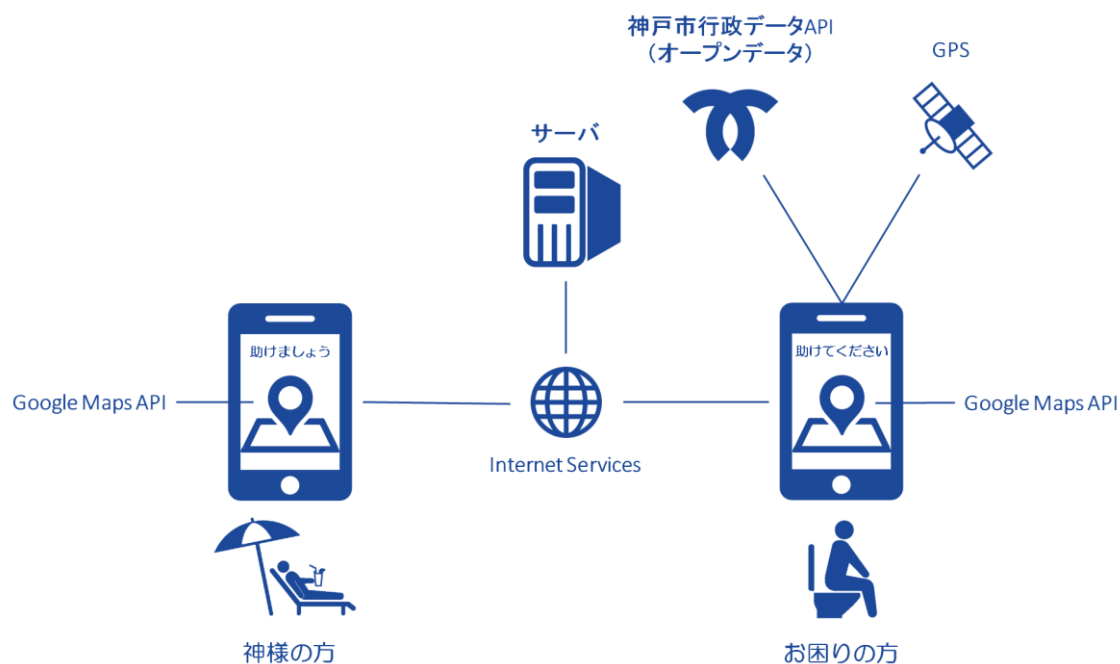 神戸市行政データAPI
（オープンデータ）
GPS
サーバ
助けましょう
助けてください
Google Maps API
Google Maps API
Internet Services
神様の方
お困りの方